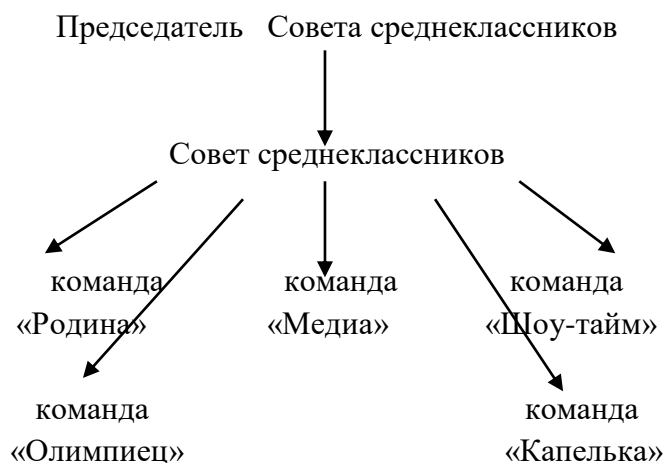 Председатель Совета среднеклассников
Совет среднеклассников
команда команда команда
«Родина» «Медиа» «Шоу-тайм»
команда команда
«Олимпиец» «Капелька»